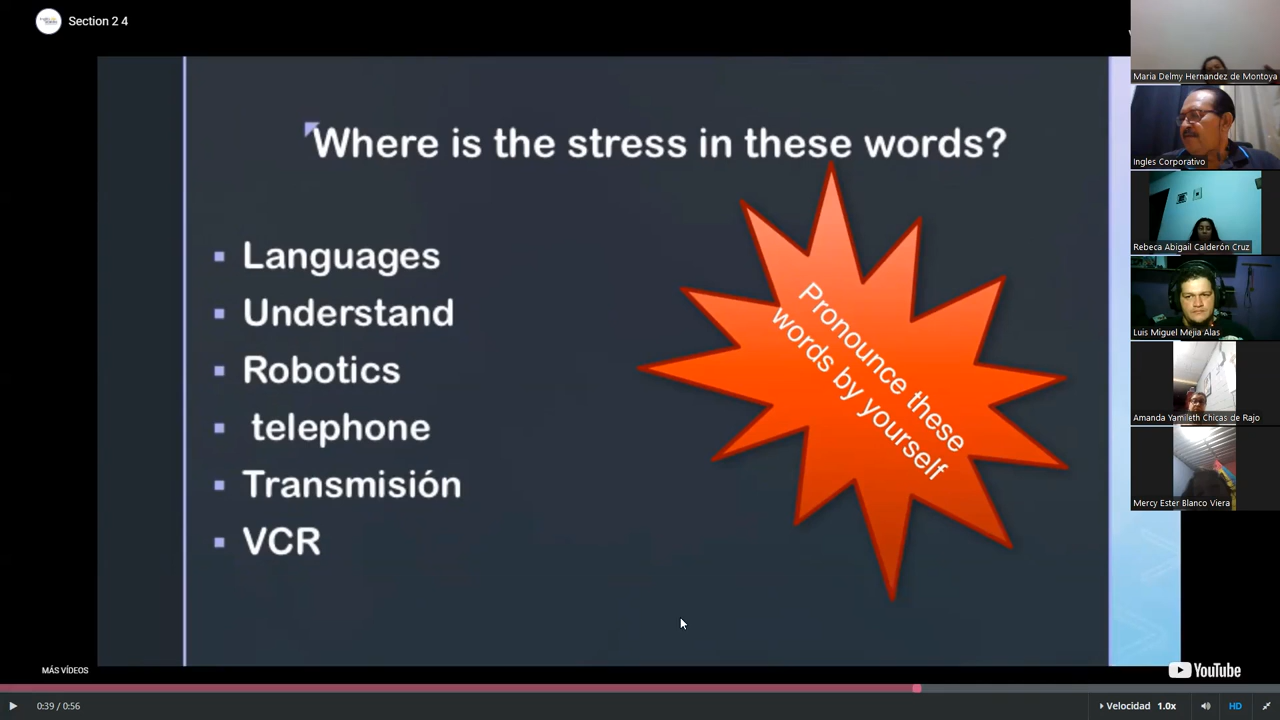 Section 2 4
Where is the stress in these words?
Languages
Understand
Robotics
telephone
Transmisión
VCR
Pronounce these
words by yourself
Maria Delmy Hernandez de Montoya
Ingles Corporativo
Rebeca Abigail Calderón Cruz
Luis Miguel Mejia Alas
Amanda Yamileth Chicas de Rajo
Mercy Ester Blanco Viera
MÁS VÍDEOS
YouTube
0:39 / 0:56
Velocidad 1.0x
HD